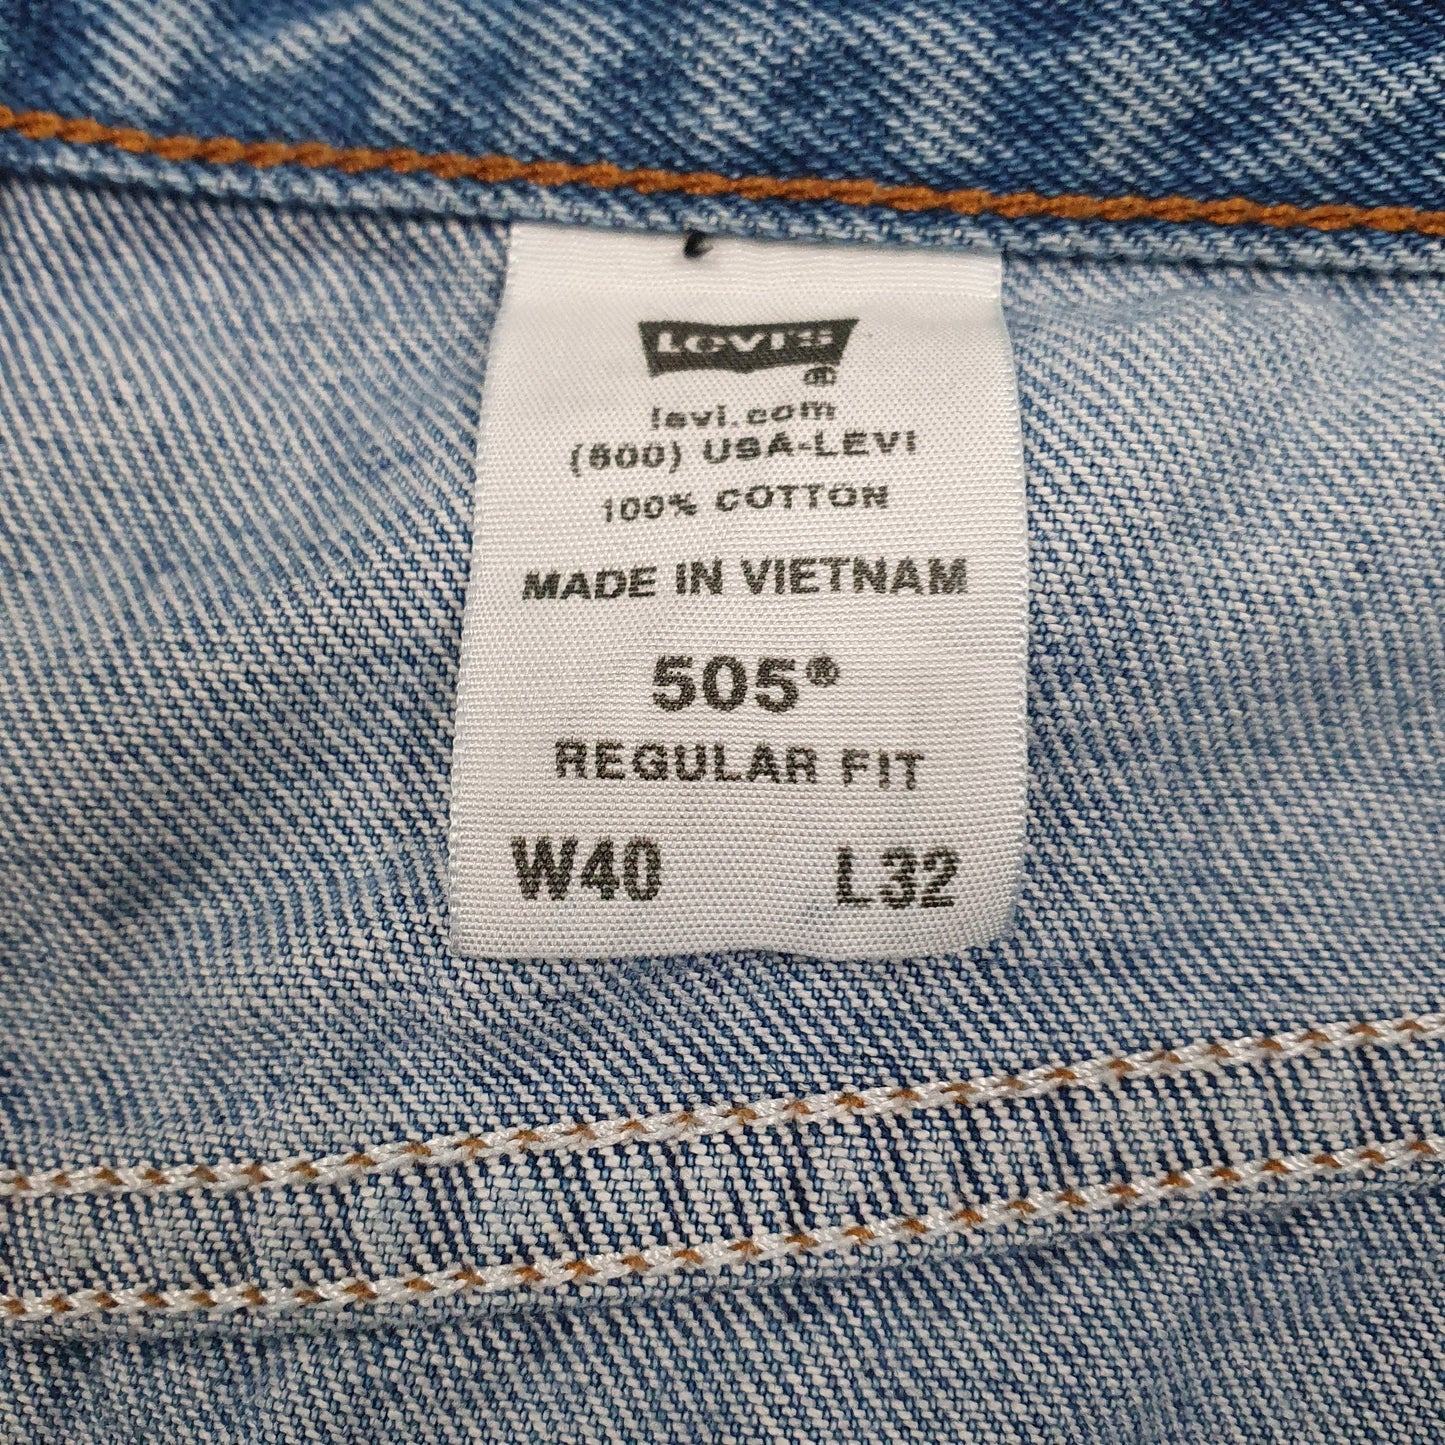 Levi's
®
levi.com
(800) USA-LEVI
100% COTTON
MADE IN VIETNAM
505®
REGULAR FIT
W40 L32